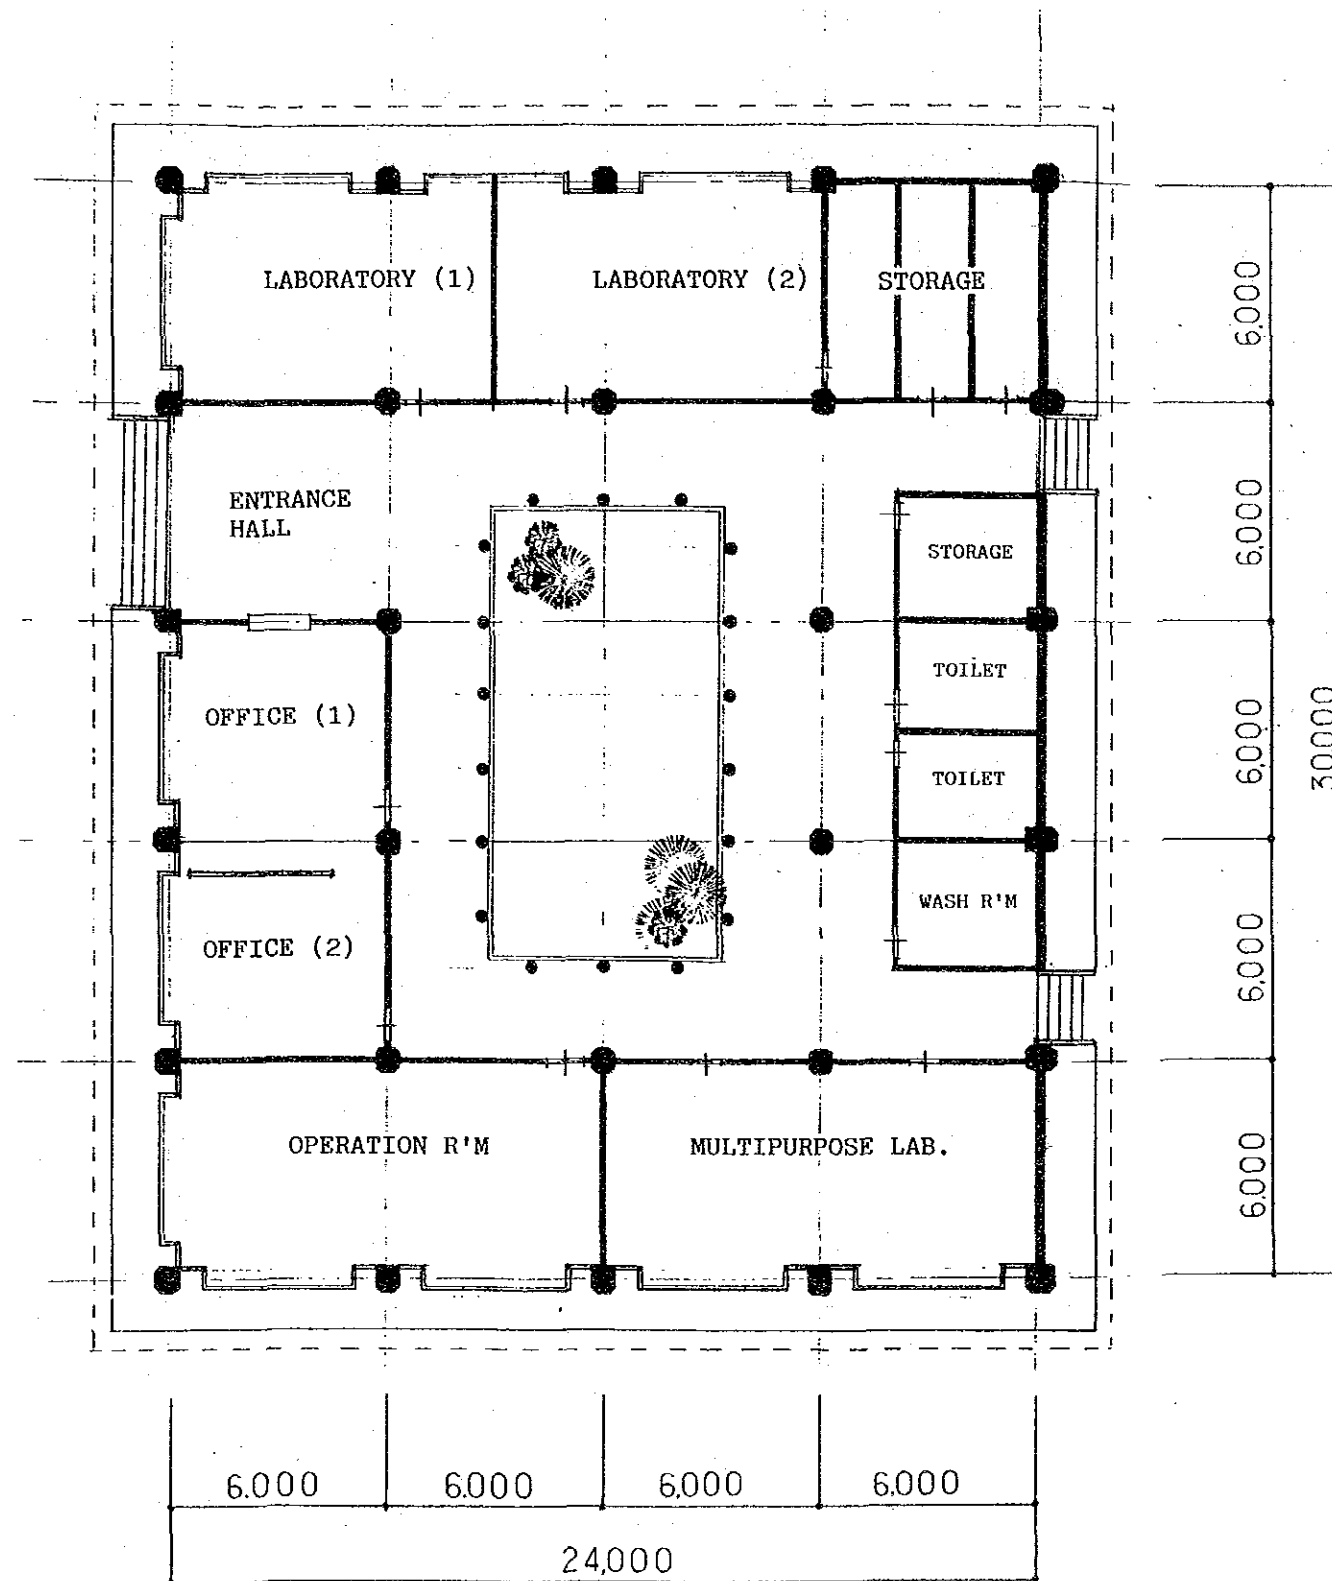 LABORATORY (1)
LABORATORY (2)
STORAGE
6,000
ENTRANCE
HALL
STORAGE
6,000
TOILET
OFFICE (1)
6,000
30,000
TOILET
WASH R'M
OFFICE (2)
6,000
OPERATION R'M
MULTIPURPOSE LAB.
6,000
6.000
6.000
6,000
6,000
24,000